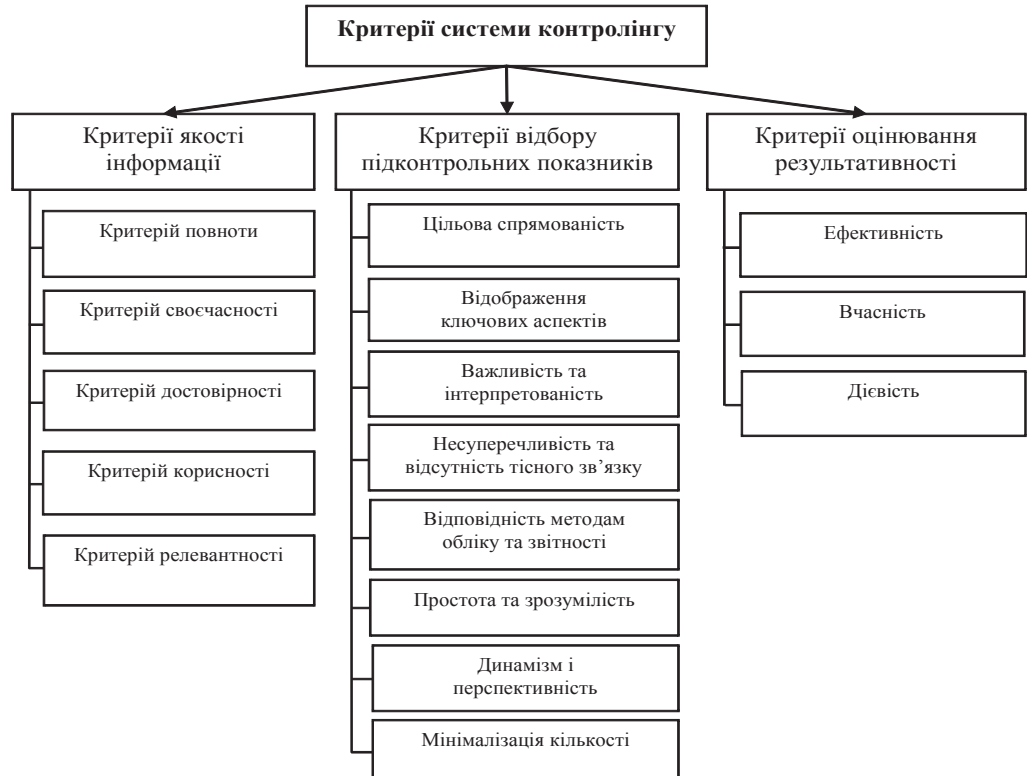 Критерії системи контролінгу
Критерії якості
інформації
Критерій повноти
Критерій своєчасності
Критерій достовірності
Критерій корисності
Критерій релевантності
Критерії відбору
підконтрольних показників
Цільова спрямованість
Відображення
ключових аспектів
Важливість та
інтерпретованість
Несуперечливість та
відсутність тісного зв’язку
Відповідність методам
обліку та звітності
Простота та зрозумілість
Динамізм і
перспективність
Мінімалізація кількості
Критерії оцінювання
результативності
Ефективність
Вчасність
Дієвість